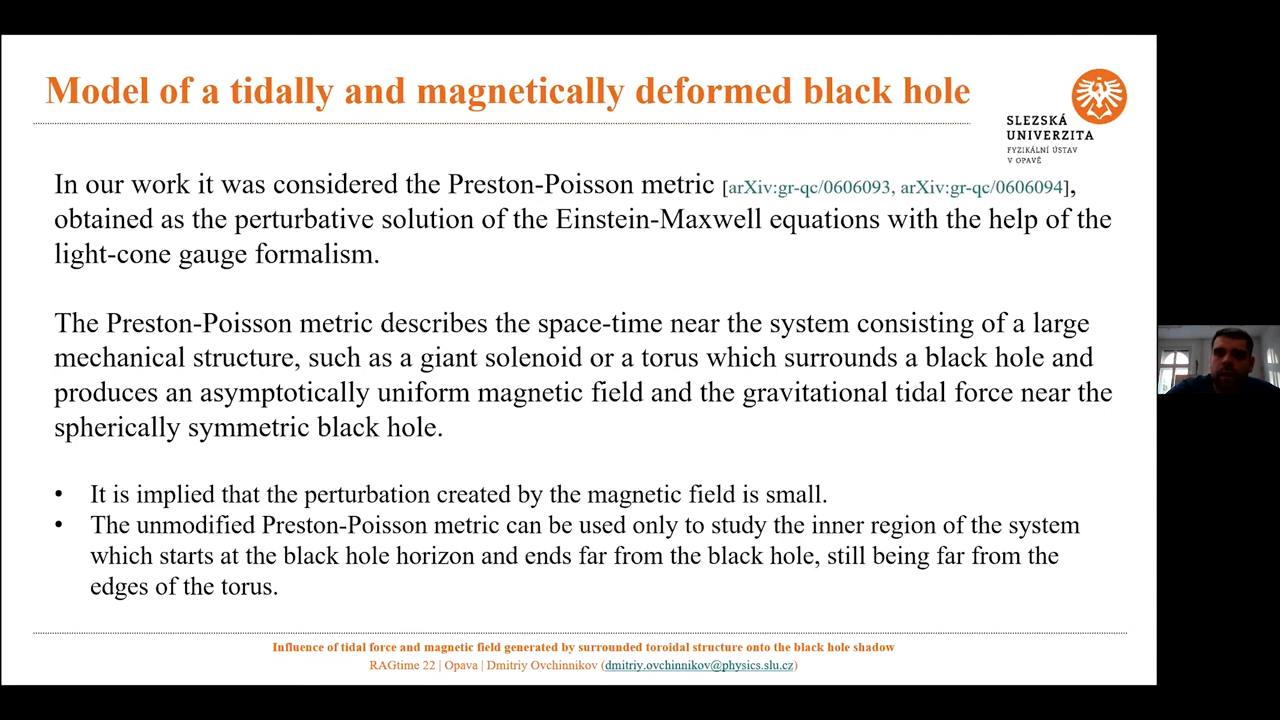 Model of a tidally and magnetically deformed black hole
SLEZSKÁ
UNIVERZITA
FYZIKÁLNÍ ÚSTAV
V OPAVĚ
In our work it was considered the Preston-Poisson metric [arXiv:gr-qc/0606093, arXiv:gr-qc/0606094],
obtained as the perturbative solution of the Einstein-Maxwell equations with the help of the
light-cone gauge formalism.
The Preston-Poisson metric describes the space-time near the system consisting of a large
mechanical structure, such as a giant solenoid or a torus which surrounds a black hole and
produces an asymptotically uniform magnetic field and the gravitational tidal force near the
spherically symmetric black hole.
• It is implied that the perturbation created by the magnetic field is small.
• The unmodified Preston-Poisson metric can be used only to study the inner region of the system
which starts at the black hole horizon and ends far from the black hole, still being far from the
edges of the torus.
Influence of tidal force and magnetic field generated by surrounded toroidal structure onto the black hole shadow
RAGtime 22 | Opava | Dmitriy Ovchinnikov (dmitriy.ovchinnikov@physics.slu.cz)